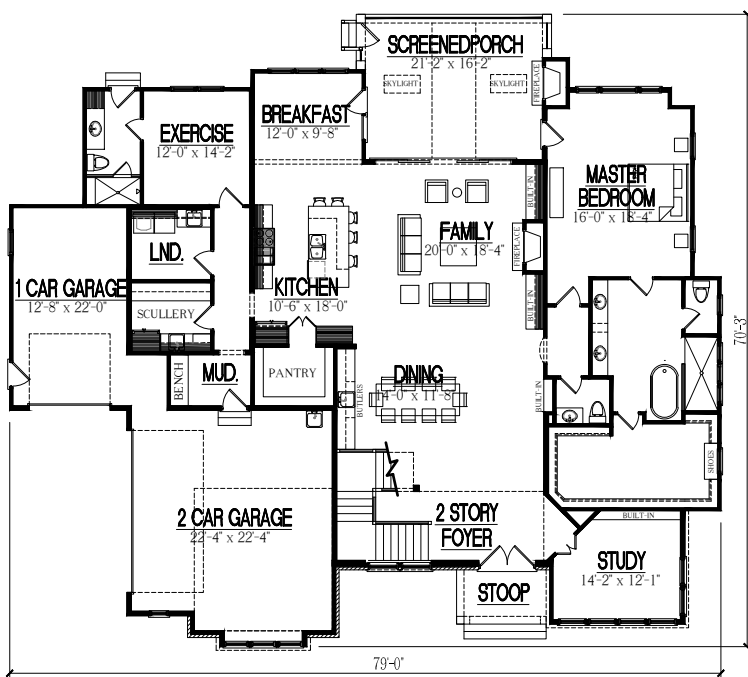 SCREENEDPORCH
21'-2" x 16'-2"
SKYLIGHT
SKYLIGHT
FIREPLACE
BREAKFAST
12'-0" x 9'-8"
EXERCISE
12'-0" x 14'-2"
MASTER
BEDROOM
16'-0" x 18'-4"
BUILT-IN
FAMILY
20'-0" x 18'-4"
FIREPLACE
LND.
1 CAR GARAGE
12'-8" x 22'-0"
KITCHEN
10'-6" x 18'-0"
SCULLERY
BUILT-IN
70'-3"
MUD.
BENCH
PANTRY
DINING
14'-0" x 11'-8"
BUTLERS
BUILT-IN
SHOES
2 CAR GARAGE
22'-4" x 22'-4"
2 STORY
FOYER
BUILT-IN
STUDY
14'-2" x 12'-1"
STOOP
79'-0"